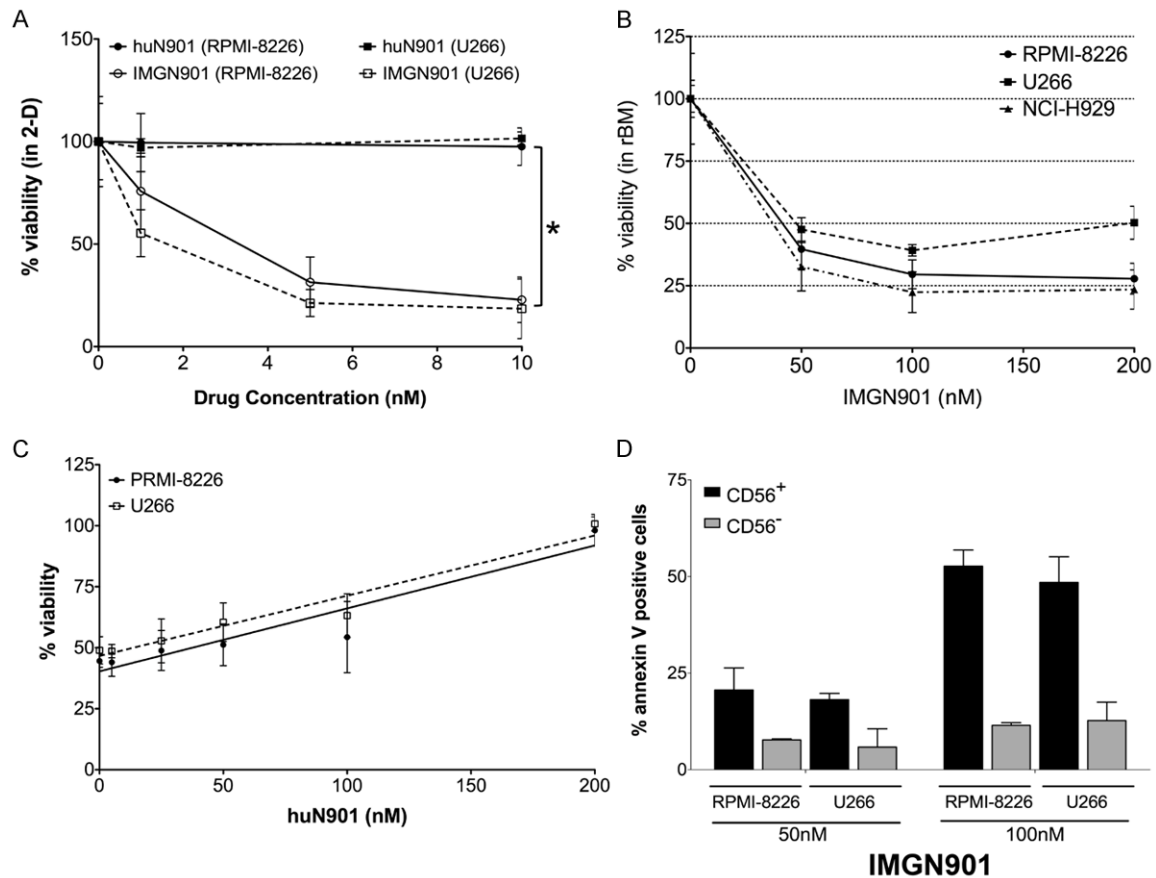 A
% viability (in 2-D)
150
100
50
0
0 2 4 6 8 10
Drug Concentration (nM)
huN901 (RPMI-8226)
huN901 (U266)
IMGN901 (RPMI-8226)
IMGN901 (U266)
*
B
% viability (in rBM)
125
100
75
50
25
0
0 50 100 150 200
IMGN901 (nM)
RPMI-8226
U266
NCI-H929
C
% viability
125
100
75
50
25
0
0 50 100 150 200
huN901 (nM)
PRMI-8226
U266
D
% annexin V positive cells
75
50
25
0
CD56+
CD56-
RPMI-8226 U266 RPMI-8226 U266
50nM 100nM
IMGN901